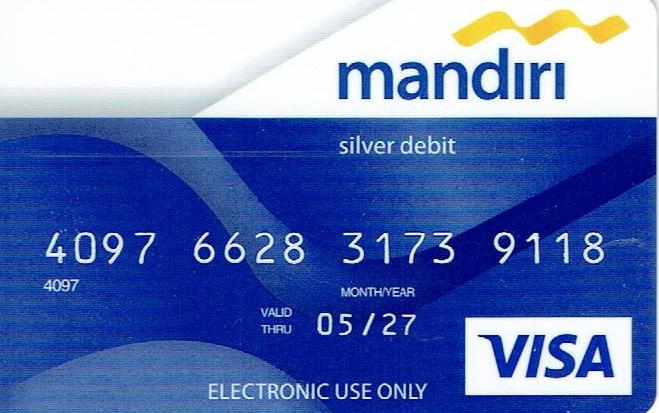 mandiri
silver debit
4097 6628 3173 9118
4097
MONTH/YEAR
VALID THRU 05/27
VISA
ELECTRONIC USE ONLY